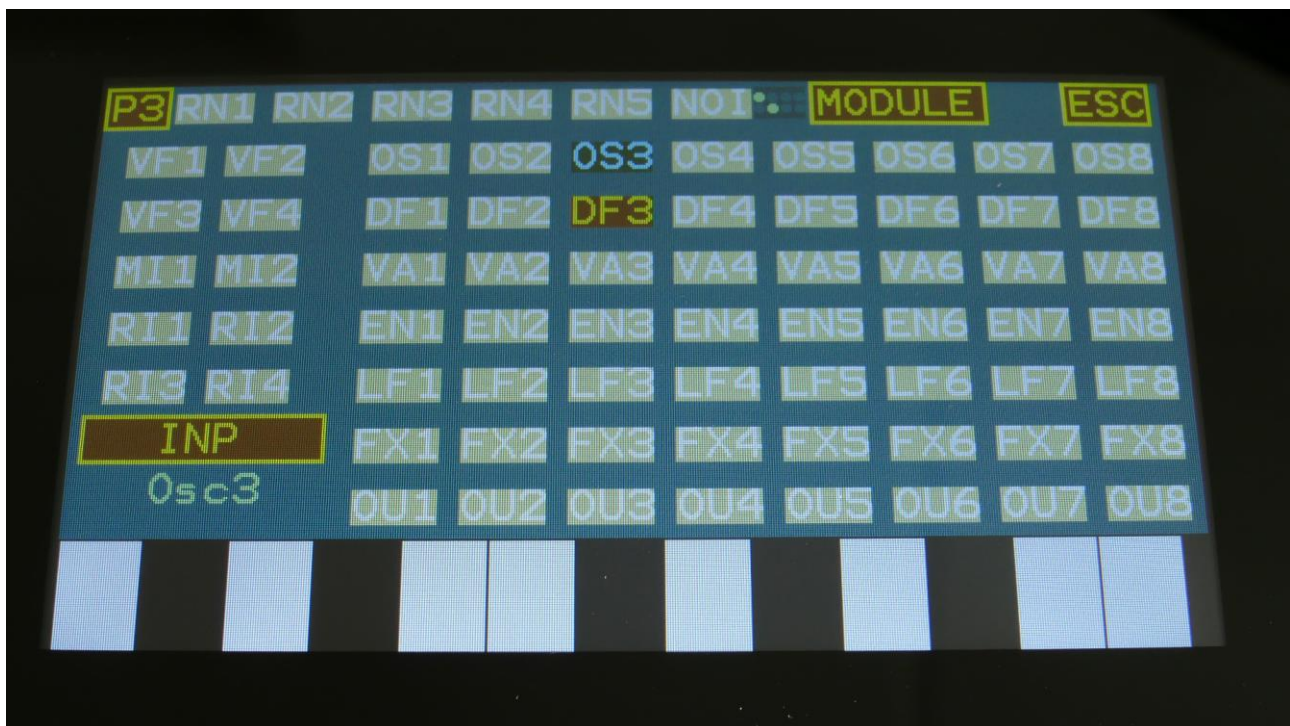 P3 RN1 RN2 RN3 RN4 RN5 NOI MODULE ESC
VF1 VF2 OS1 OS2 OS3 OS4 OS5 OS6 OS7 OS8
VF3 VF4 DF1 DF2 DF3 DF4 DF5 DF6 DF7 DF8
MI1 MI2 VA1 VA2 VA3 VA4 VA5 VA6 VA7 VA8
RI1 RI2 EN1 EN2 EN3 EN4 EN5 EN6 EN7 EN8
RI3 RI4 LF1 LF2 LF3 LF4 LF5 LF6 LF7 LF8
INP FX1 FX2 FX3 FX4 FX5 FX6 FX7 FX8
Osc3 OU1 OU2 OU3 OU4 OU5 OU6 OU7 OU8